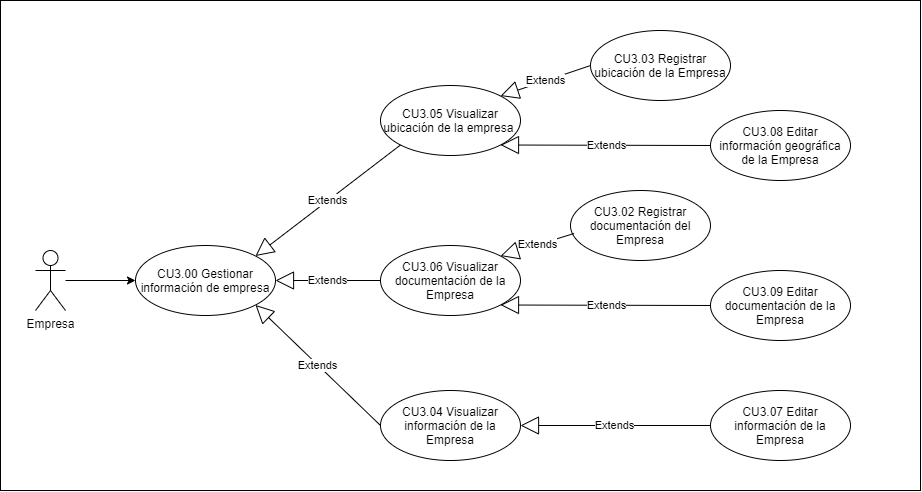 CU3.03 Registrar
ubicación de la Empresa
Extends
CU3.05 Visualizar
ubicación de la empresa
CU3.08 Editar
información geográfica
de la Empresa
Extends
Extends
CU3.02 Registrar
documentación del
Empresa
Extends
CU3.00 Gestionar
información de empresa
Extends
CU3.06 Visualizar
documentación de la
Empresa
CU3.09 Editar
documentación de la
Empresa
Extends
Empresa
Extends
CU3.04 Visualizar
información de la
Empresa
Extends
CU3.07 Editar
información de la
Empresa